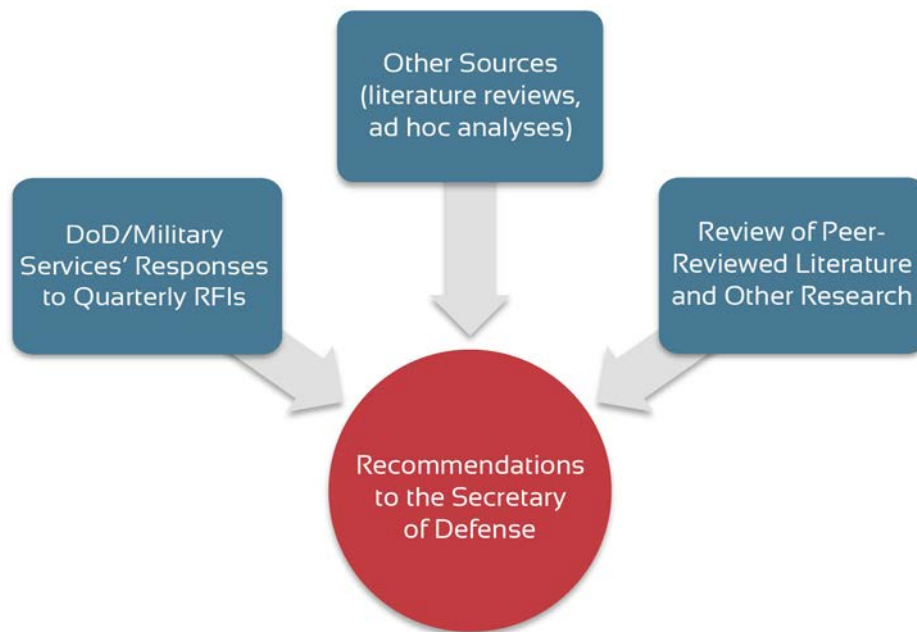 Other Sources
(literature reviews,
ad hoc analyses)
DoD/Military
Services’ Responses
to Quarterly RFIs
Review of Peer-
Reviewed Literature
and Other Research
Recommendations
to the Secretary
of Defense